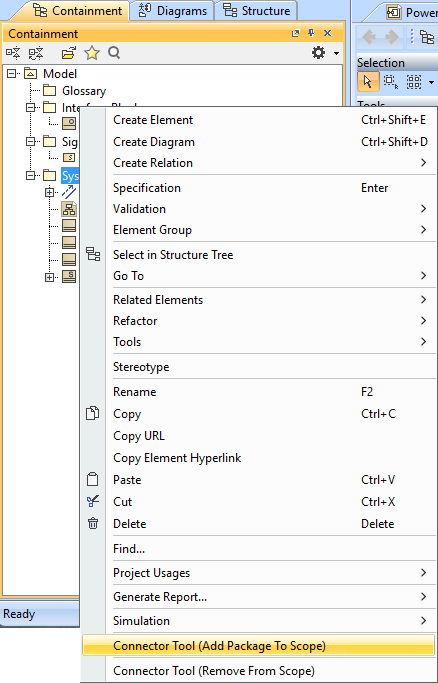 Containment
Diagrams
Structure
Power
Containment
Selection
Tools
Model
Glossary
Sig
Sys
Create Element Ctrl+Shift+E
Create Diagram Ctrl+Shift+D
Create Relation
Specification Enter
Validation
Element Group
Select in Structure Tree
Go To
Related Elements
Refactor
Tools
Stereotype
Rename F2
Copy Ctrl+C
Copy URL
Copy Element Hyperlink
Paste Ctrl+V
Cut Ctrl+X
Delete Delete
Find...
Project Usages
Generate Report...
Simulation
Ready
Connector Tool (Add Package To Scope)
Connector Tool (Remove From Scope)